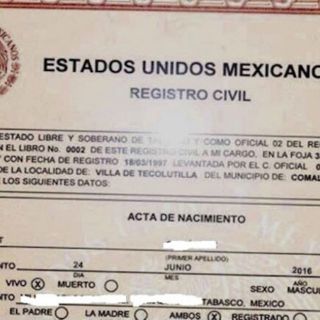 ESTADOS UNIDOS MEXICANO
REGISTRO CIVIL
ESTADO LIBRE Y SOBERANO DE Y COMO OFICIAL 02 DEL RE
N EL LIBRO No. 0002 DE ESTE REGISTRO CIVIL A MI CARGO. EN LA FOJA 3
Y CON FECHA DE REGISTRO 18/03/1997 LEVANTADA POR EL C. OFICIAL 0
DE LA LOCALIDAD DE: VILLA DE TECOLUTILLA DEL MUNICIPIO DE: COMAL
LOS SIGUIENTES DATOS:
ACTA DE NACIMIENTO
(PRIMER APELLIDO)
NTO 24 JUNIO 2016
DIA MES
VIVO X MUERTO SEXO MASCU
NTO TABASCO, MEXICO
EL PADRE LA MADRE AMBOS X REGISTRADO